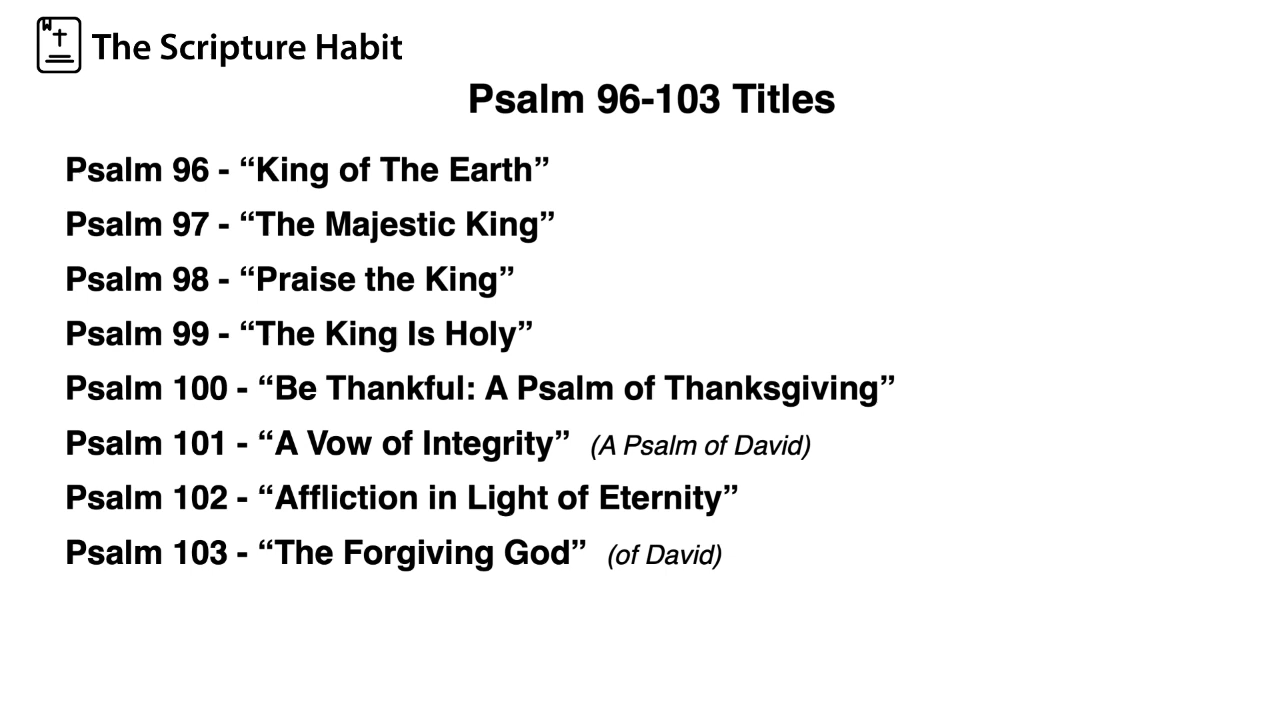 The Scripture Habit
Psalm 96-103 Titles
Psalm 96 - “King of The Earth”
Psalm 97 - “The Majestic King”
Psalm 98 - “Praise the King”
Psalm 99 - “The King Is Holy”
Psalm 100 - “Be Thankful: A Psalm of Thanksgiving”
Psalm 101 - “A Vow of Integrity” (A Psalm of David)
Psalm 102 - “Affliction in Light of Eternity”
Psalm 103 - “The Forgiving God” (of David)